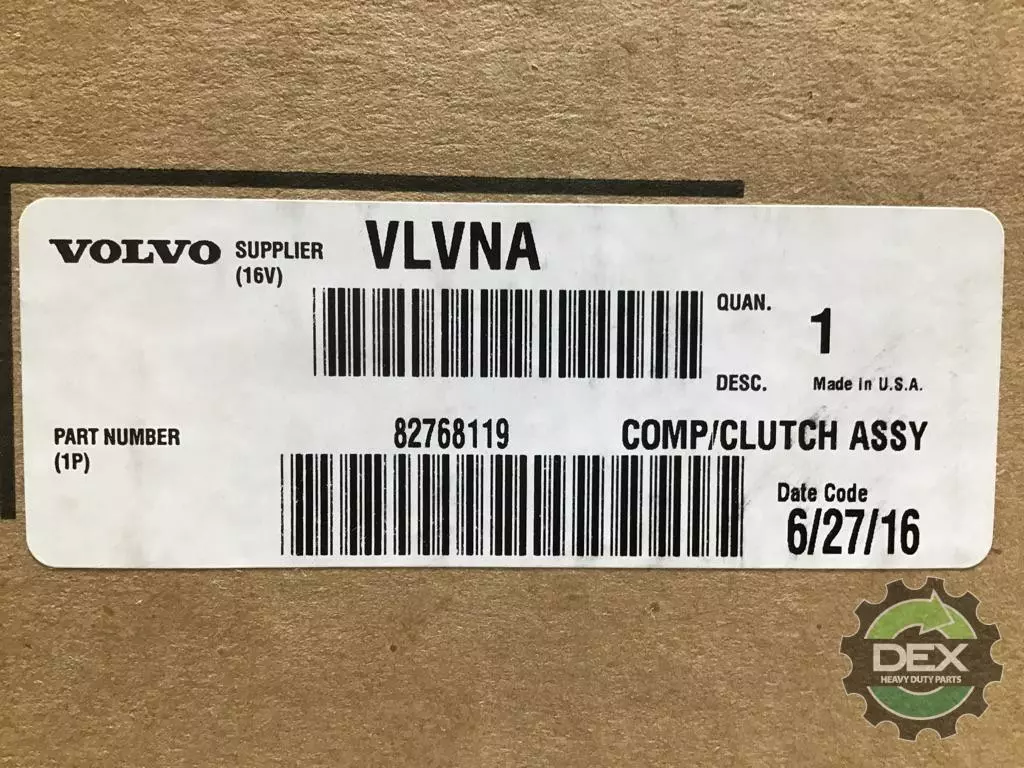 VOLVO SUPPLIER VLVNA
(16V)
QUAN. 1
DESC. Made in U.S.A.
PART NUMBER 82768119 COMP/CLUTCH ASSY
(1P)
Date Code
6/27/16
DEX
HEAVY DUTY PARTS